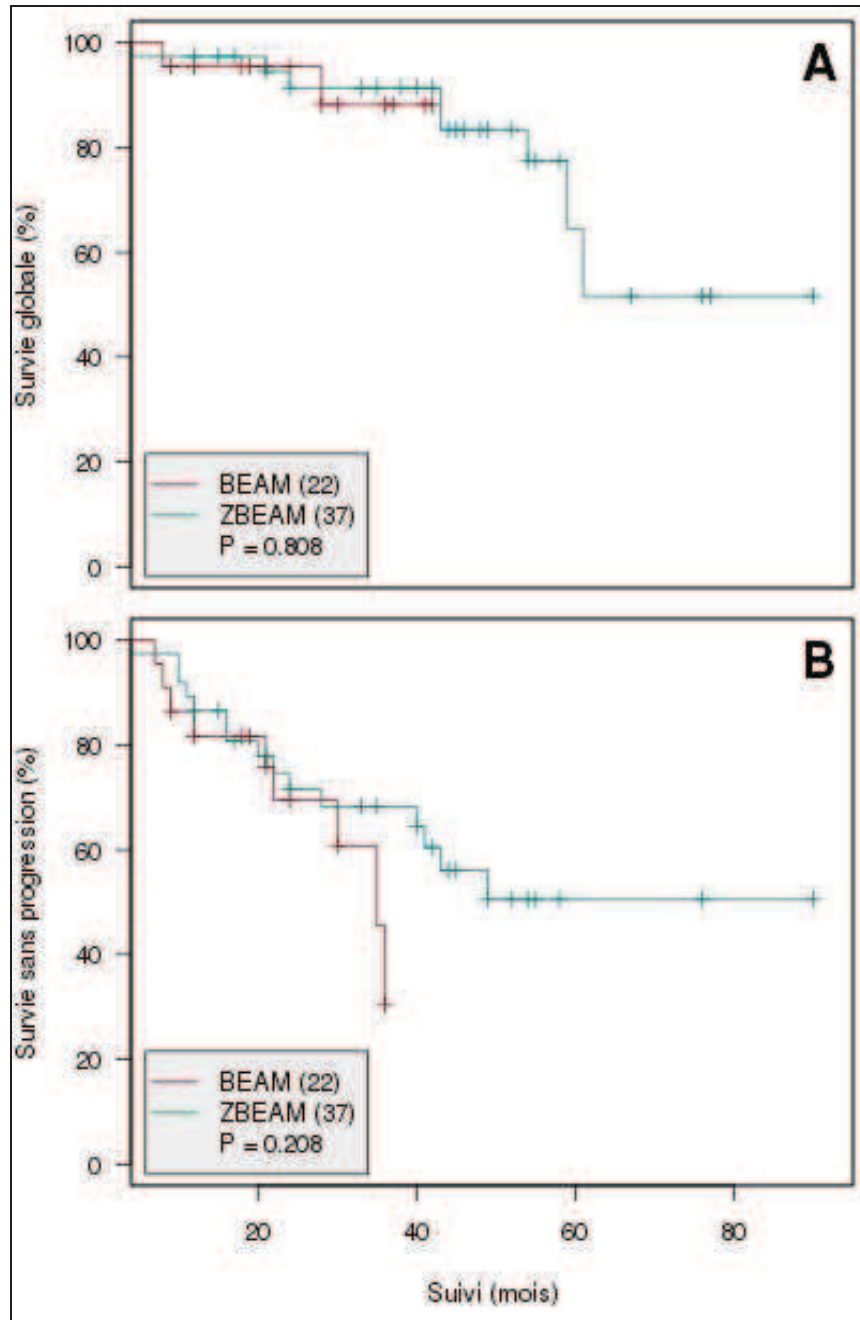 A
Survie globale (%)
100
80
60
40
20
0
BEAM (22)
ZBEAM (37)
P = 0.808
B
Survie sans progression (%)
100
80
60
40
20
0
BEAM (22)
ZBEAM (37)
P = 0.208
20 40 60 80
Suivi (mois)